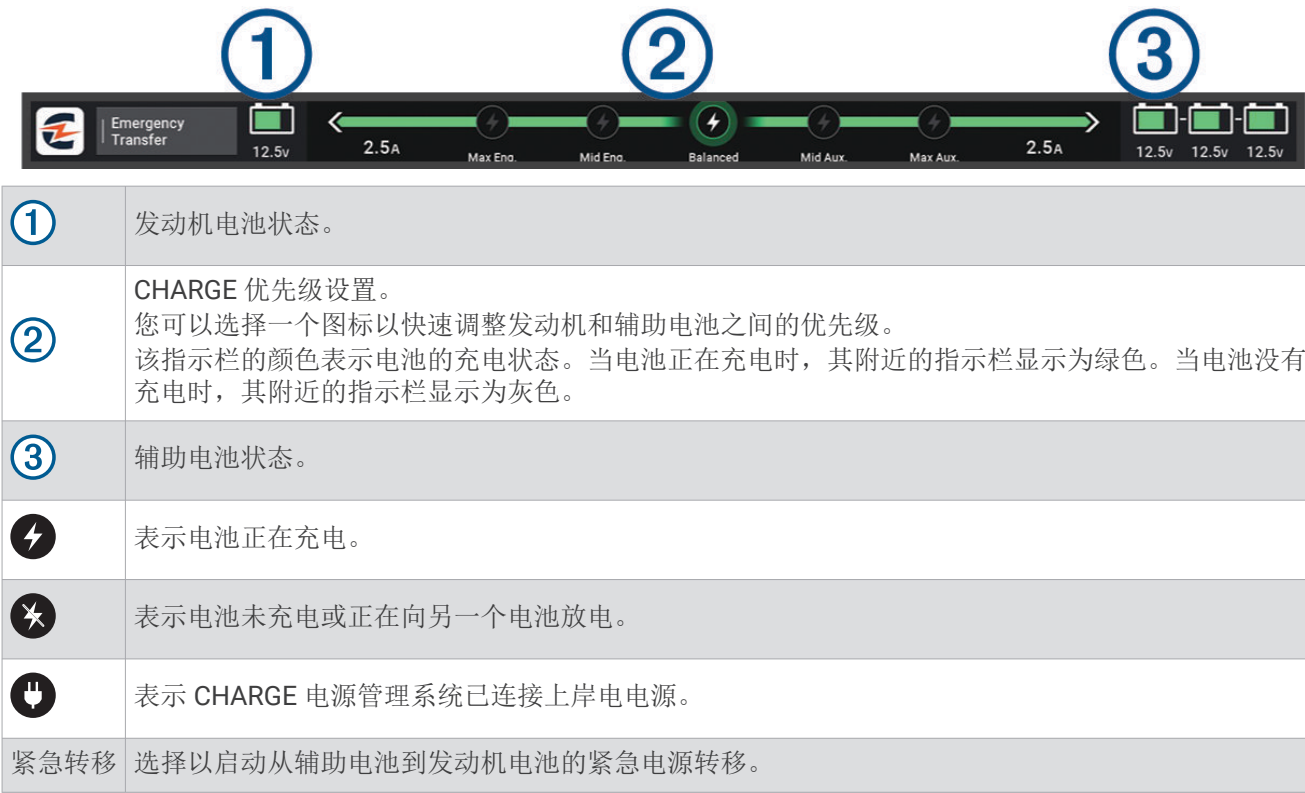 1 2 3
Emergency
Transfer
12.5v
2.5A
Max Eng.
Mid Eng.
Balanced
Mid Aux.
Max Aux.
2.5A
12.5v 12.5v 12.5v
1 发动机电池状态。
2 CHARGE 优先级设置。
您可以选择一个图标以快速调整发动机和辅助电池之间的优先级。
该指示栏的颜色表示电池的充电状态。当电池正在充电时，其附近的指示栏显示为绿色。当电池没有
充电时，其附近的指示栏显示为灰色。
3 辅助电池状态。
表示电池正在充电。
表示电池未充电或正在向另一个电池放电。
表示 CHARGE 电源管理系统已连接上岸电电源。
紧急转移 选择以启动从辅助电池到发动机电池的紧急电源转移。